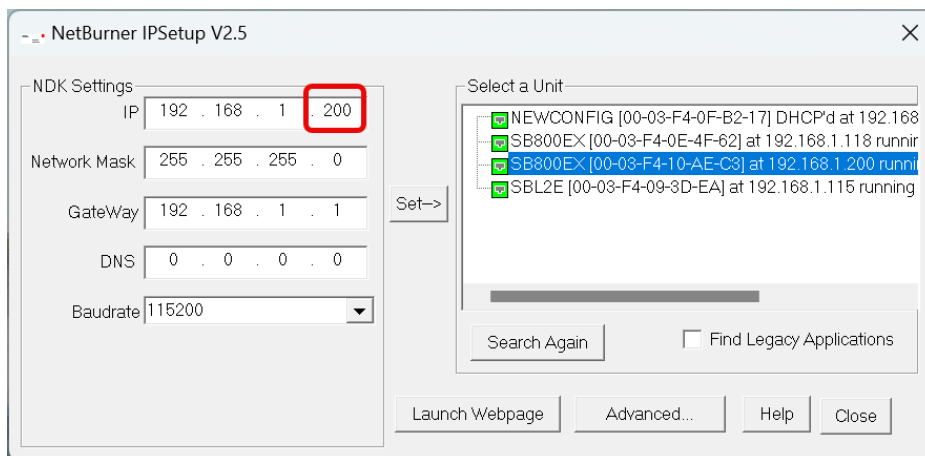 NetBurner IPSetup V2.5
NDK Settings
IP 192 . 168 . 1 . 200
Network Mask 255 . 255 . 255 . 0
GateWay 192 . 168 . 1 . 1
DNS 0 . 0 . 0 . 0
Baudrate 115200
Set-->
Select a Unit
NEWCONFIG [00-03-F4-0F-B2-17] DHCP'd at 192.168
SB800EX [00-03-F4-0E-4F-62] at 192.168.1.118 runnin
SB800EX [00-03-F4-10-AE-C3] at 192.168.1.200 runnin
SBL2E [00-03-F4-09-3D-EA] at 192.168.1.115 running
Search Again
Find Legacy Applications
Launch Webpage
Advanced...
Help
Close